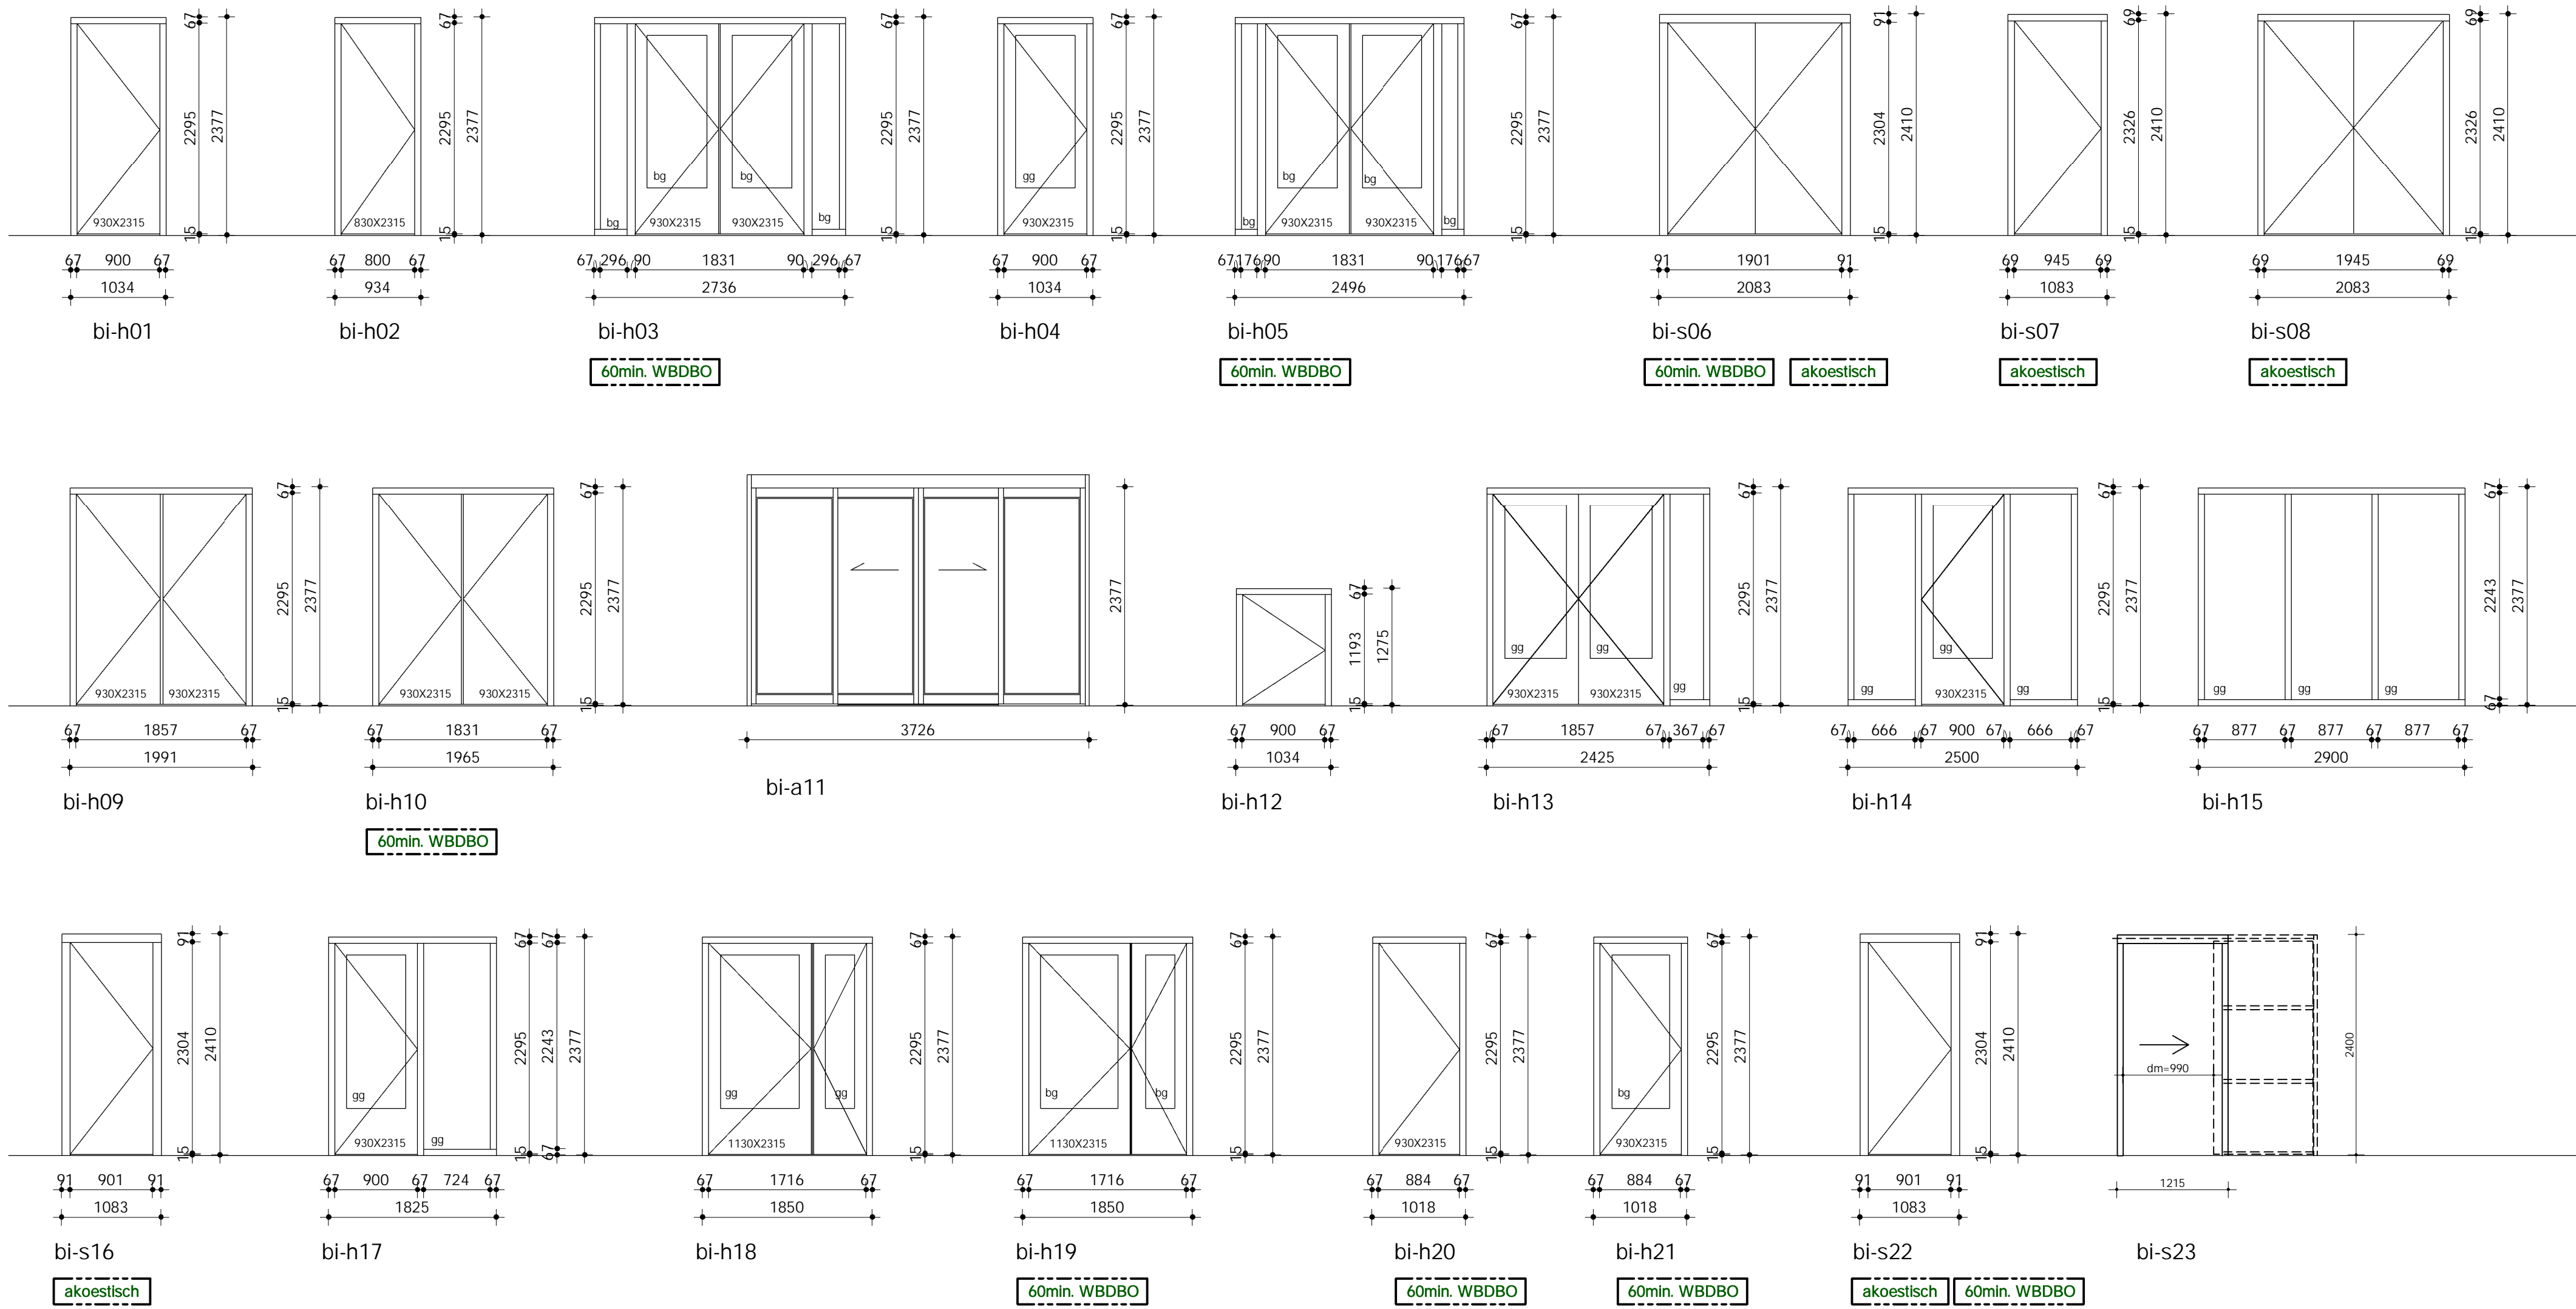 67 2295 2377 15 930X2315
67 900 67
1034
bi-h01
67 2295 2377 15 830X2315
67 800 67
934
bi-h02
67 2295 2377 15 bg bg bg bg 930X2315 930X2315
67 296 90 1831 90 296 67
2736
bi-h03
60min. WBDBO
67 2295 2377 15 gg 930X2315
67 900 67
1034
bi-h04
67 2295 2377 15 bg bg bg bg 930X2315 930X2315
67 176 90 1831 90 176 67
2496
bi-h05
60min. WBDBO
91 2304 2410 15
91 1901 91
2083
bi-s06
60min. WBDBO akoestisch
69 2326 2410 15
69 945 69
1083
bi-s07
akoestisch
69 2326 2410 15
69 1945 69
2083
bi-s08
akoestisch
67 2295 2377 15 930X2315 930X2315
67 1857 67
1991
bi-h09
67 2295 2377 15 930X2315 930X2315
67 1831 67
1965
bi-h10
60min. WBDBO
2377
3726
bi-a11
67 1193 1275 15
67 900 67
1034
bi-h12
67 2295 2377 15 gg gg gg 930X2315 930X2315
67 1857 67 367 67
2425
bi-h13
67 2295 2377 15 gg gg gg 930X2315
67 666 67 900 67 666 67
2500
bi-h14
67 2243 2377 67 gg gg gg
67 877 67 877 67 877 67
2900
bi-h15
91 2304 2410 15
91 901 91
1083
bi-s16
akoestisch
67 67 2295 2243 2377 15 67 gg gg 930X2315
67 900 67 724 67
1825
bi-h17
67 2295 2377 15 gg gg 1130X2315
67 1716 67
1850
bi-h18
67 2295 2377 15 bg bg 1130X2315
67 1716 67
1850
bi-h19
60min. WBDBO
67 2295 2377 15 930X2315
67 884 67
1018
bi-h20
60min. WBDBO
67 2295 2377 15 bg 930X2315
67 884 67
1018
bi-h21
60min. WBDBO
91 2304 2410 15
91 901 91
1083
bi-s22
akoestisch 60min. WBDBO
dm=990 2400
1215
bi-s23